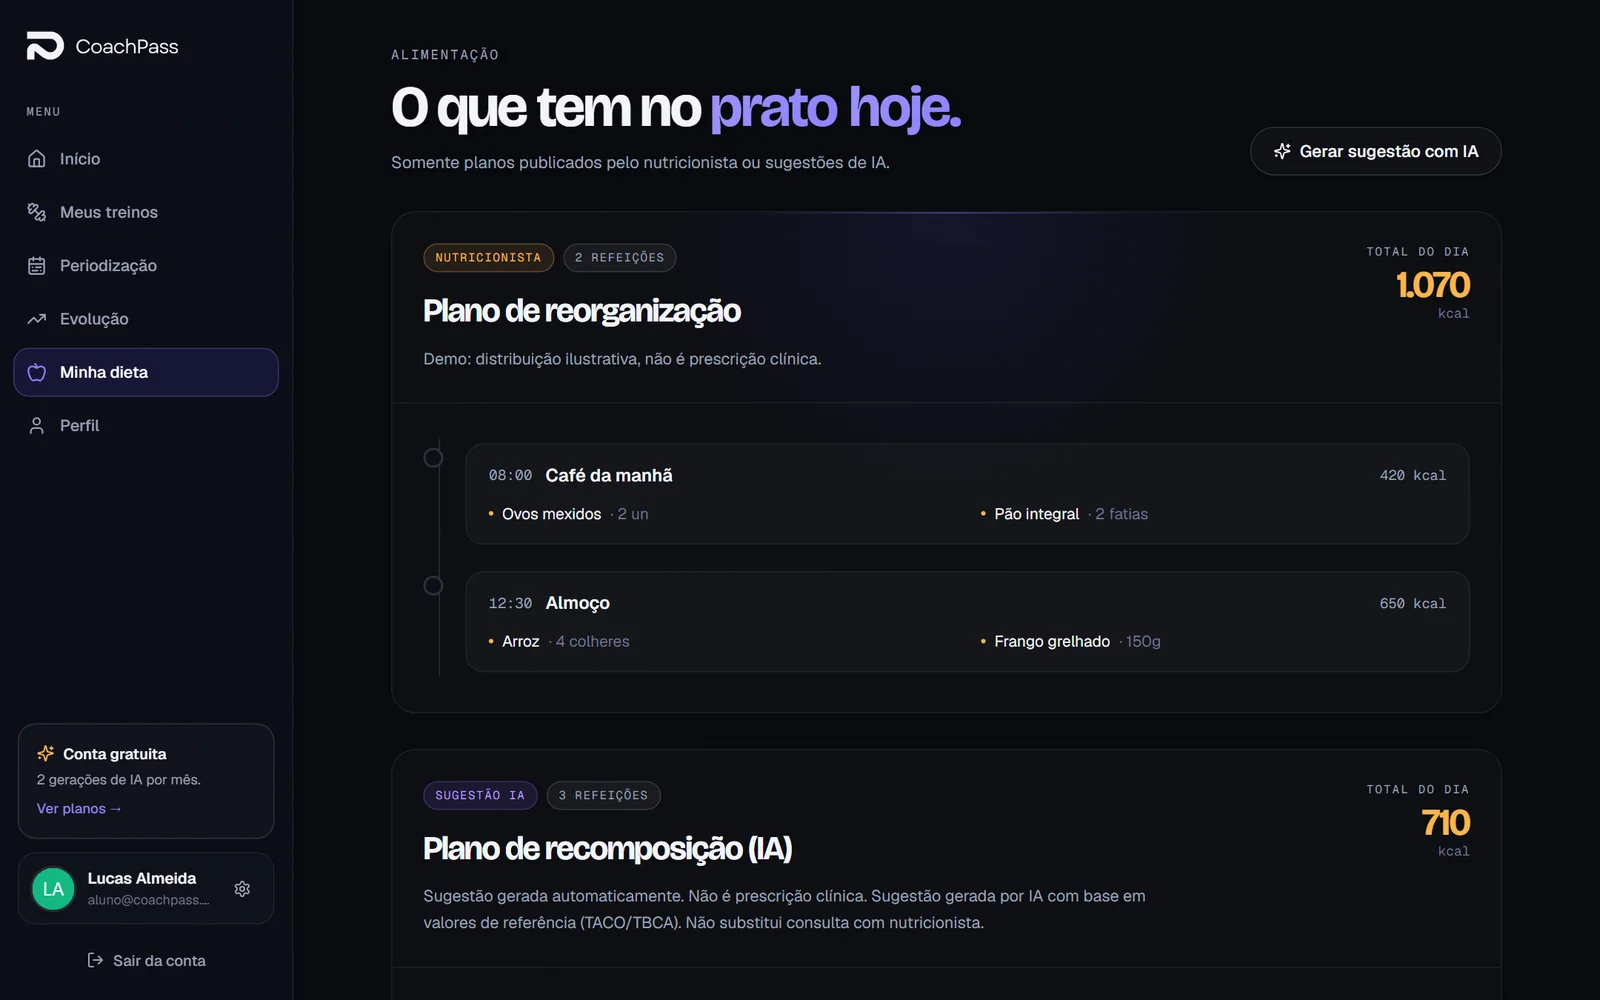 CoachPass
MENU
Início
Meus treinos
Periodização
Evolução
Minha dieta
Perfil
Conta gratuita
2 gerações de IA por mês.
Ver planos →
LA
Lucas Almeida
aluno@coachpass....
Sair da conta
ALIMENTAÇÃO
O que tem no prato hoje.
Somente planos publicados pelo nutricionista ou sugestões de IA.
Gerar sugestão com IA
NUTRICIONISTA
2 REFEIÇÕES
TOTAL DO DIA
1.070
kcal
Plano de reorganização
Demo: distribuição ilustrativa, não é prescrição clínica.
08:00 Café da manhã
420 kcal
• Ovos mexidos · 2 un
• Pão integral · 2 fatias
12:30 Almoço
650 kcal
• Arroz · 4 colheres
• Frango grelhado · 150g
SUGESTÃO IA
3 REFEIÇÕES
TOTAL DO DIA
710
kcal
Plano de recomposição (IA)
Sugestão gerada automaticamente. Não é prescrição clínica. Sugestão gerada por IA com base em
valores de referência (TACO/TBCA). Não substitui consulta com nutricionista.